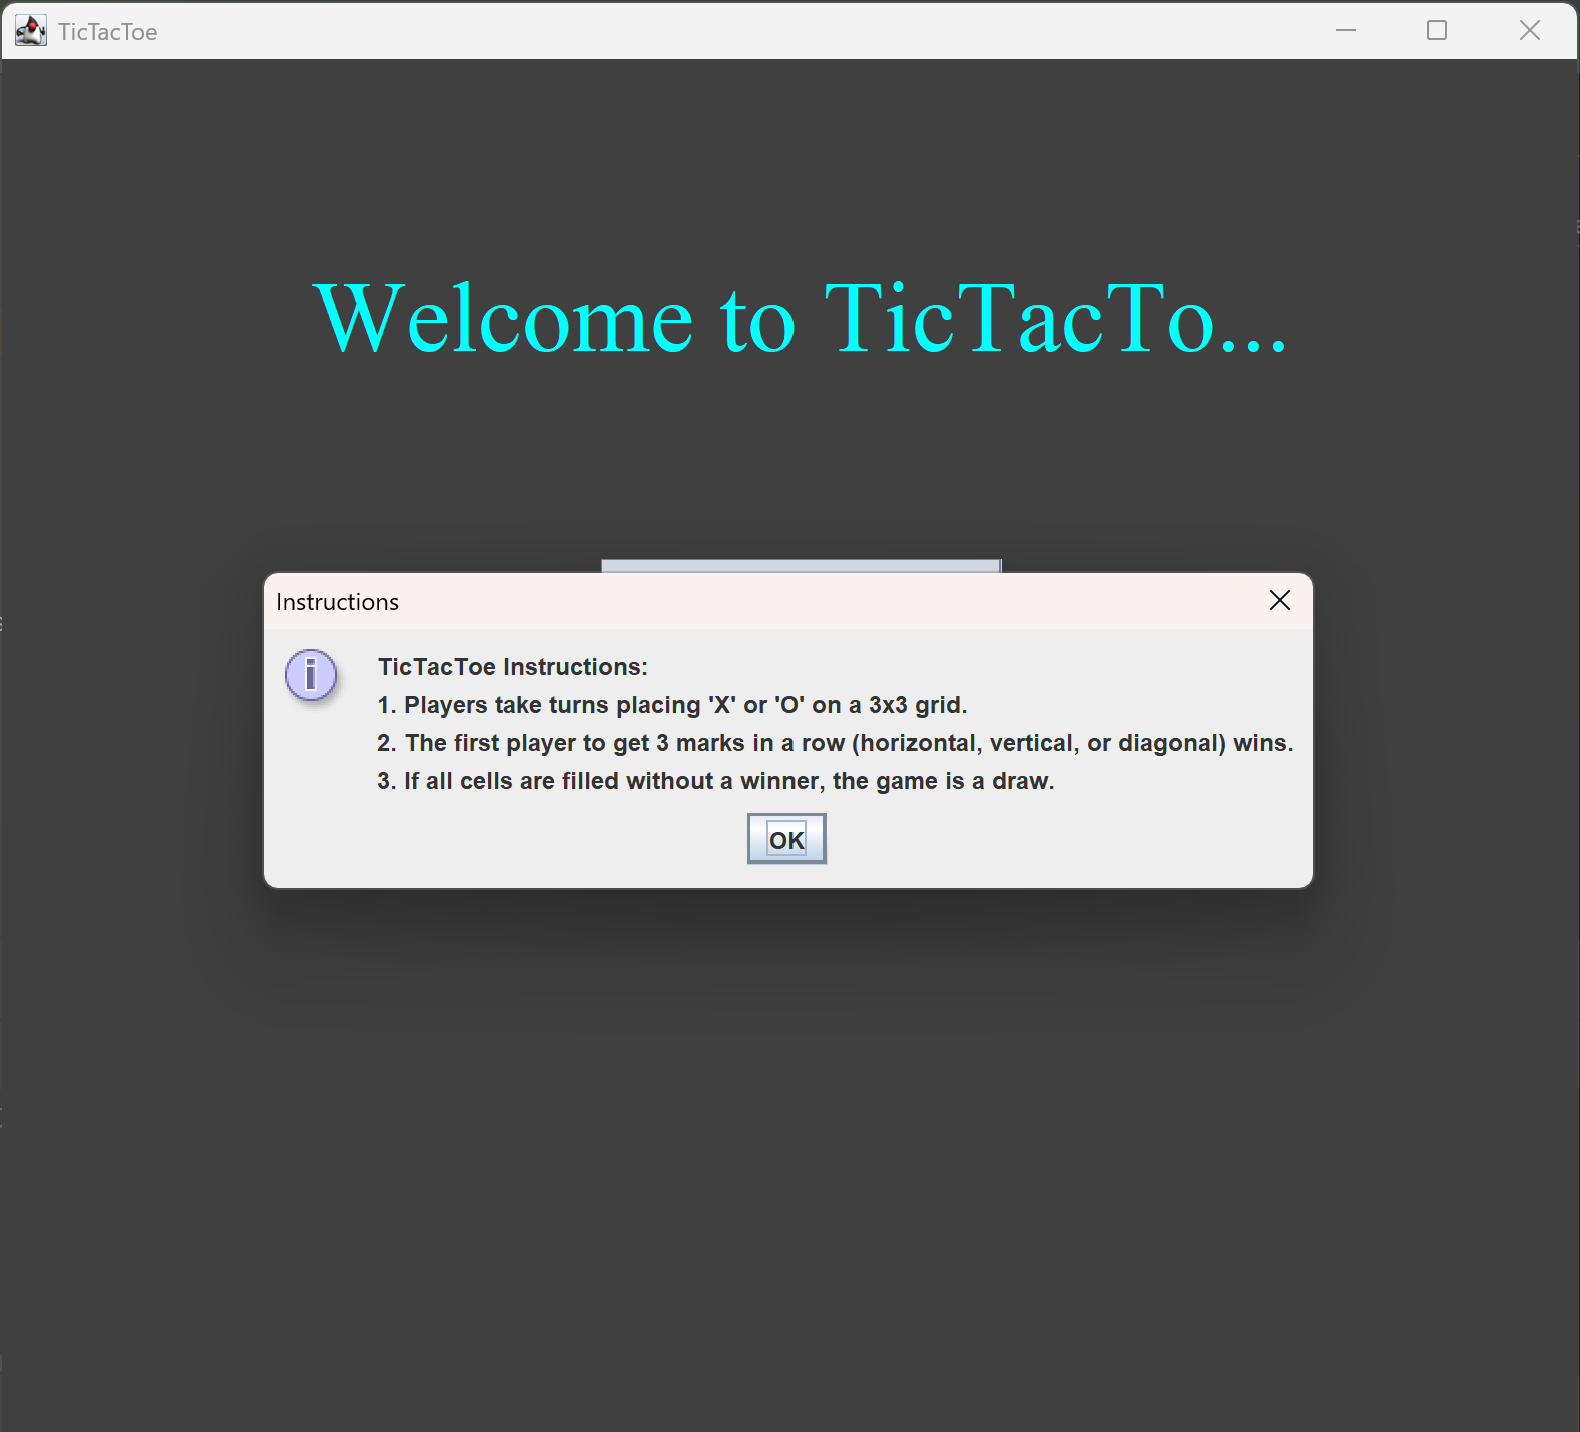 TicTacToe
Welcome to TicTacTo...
Instructions
TicTacToe Instructions:
1. Players take turns placing 'X' or 'O' on a 3x3 grid.
2. The first player to get 3 marks in a row (horizontal, vertical, or diagonal) wins.
3. If all cells are filled without a winner, the game is a draw.
OK